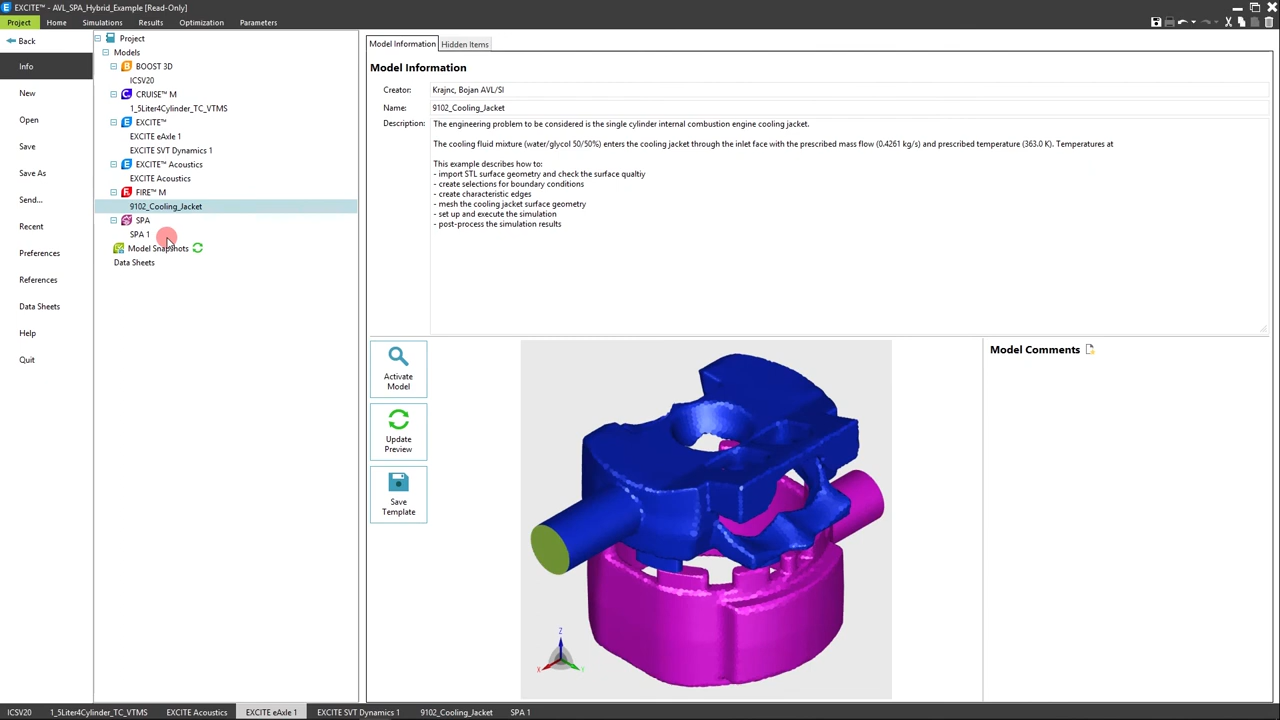 EXCITE™ - AVL_SPA_Hybrid_Example [Read-Only]
Project Home Simulations Results Optimization Parameters
Back
Info
New
Open
Save
Save As
Send...
Recent
Preferences
References
Data Sheets
Help
Quit
Project
Models
BOOST 3D
ICSV20
CRUISE™ M
1_5Liter4Cylinder_TC_VTMS
EXCITE™
EXCITE eAxle 1
EXCITE SVT Dynamics 1
EXCITE™ Acoustics
EXCITE Acoustics
FIRE™ M
9102_Cooling_Jacket
SPA
SPA 1
Model Snapshots
Data Sheets
Model Information Hidden Items
Model Information
Creator: Krajnc, Bojan AVL/SI
Name: 9102_Cooling_Jacket
Description: The engineering problem to be considered is the single cylinder internal combustion engine cooling jacket.
The cooling fluid mixture (water/glycol 50/50%) enters the cooling jacket through the inlet face with the prescribed mass flow (0.4261 kg/s) and prescribed temperature (363.0 K). Temperatures at
This example describes how to:
- import STL surface geometry and check the surface qualtiy
- create selections for boundary conditions
- create characteristic edges
- mesh the cooling jacket surface geometry
- set up and execute the simulation
- post-process the simulation results
Activate
Model
Update
Preview
Save
Template
Model Comments
Z
X
Y
ICSV20 1_5Liter4Cylinder_TC_VTMS EXCITE Acoustics EXCITE eAxle 1 EXCITE SVT Dynamics 1 9102_Cooling_Jacket SPA 1